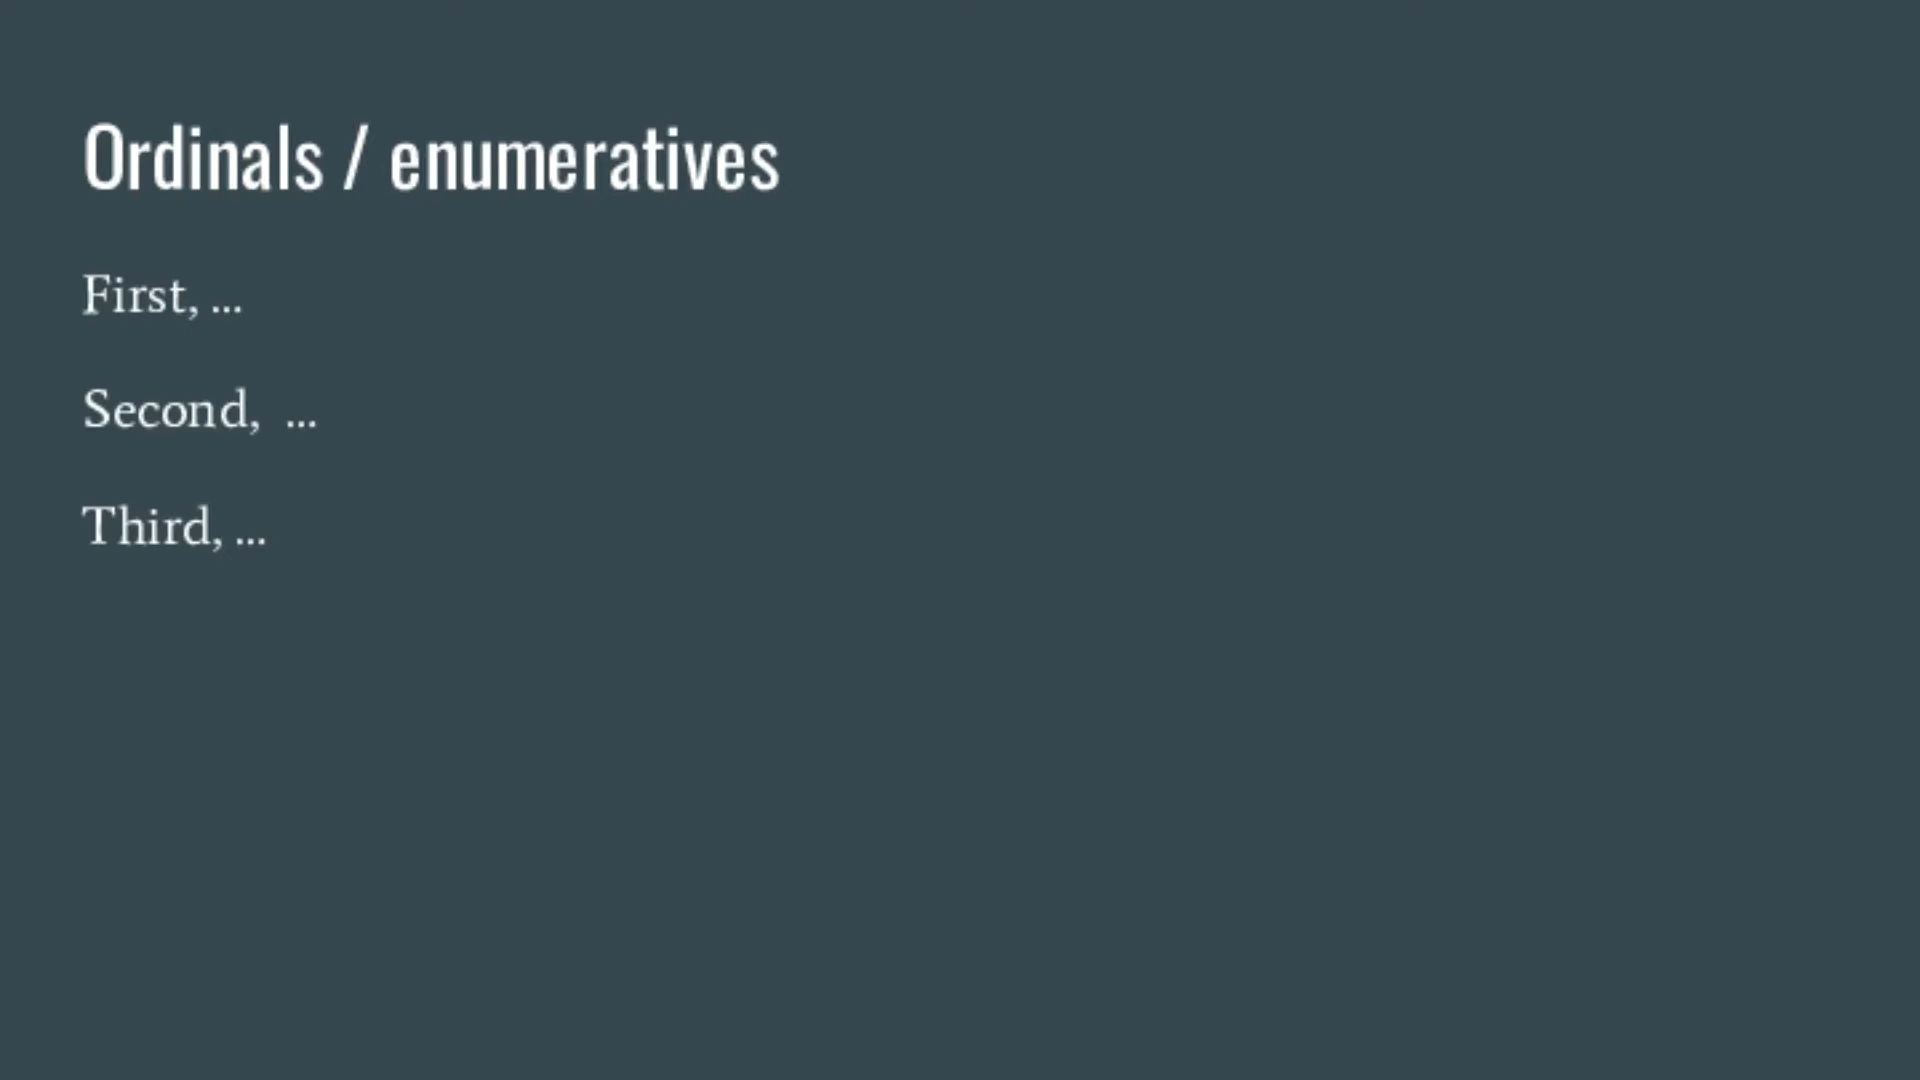 Ordinals / enumeratives
First, ...
Second,  ...
Third, ...